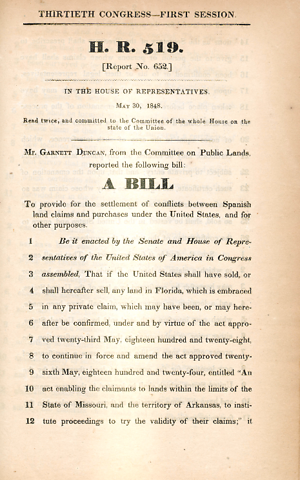 THIRTIETH CONGRESS—FIRST SESSION.
H. R. 519.
[Report No. 652.]
IN THE HOUSE OF REPRESENTATIVES.
MAY 30, 1848.
Read twice, and committed to the Committee of the whole House on the
state of the Union.
Mr. GARNETT DUNCAN, from the Committee on Public Lands,
reported the following bill:
A BILL
To provide for the settlement of conflicts between Spanish
land claims and purchases under the United States, and for
other purposes.
1 Be it enacted by the Senate and House of Repre-
2 sentatives of the United States of America in Congress
3 assembled, That if the United States shall have sold, or
4 shall hereafter sell, any land in Florida, which is embraced
5 in any private claim, which may have been, or may here-
6 after be confirmed, under and by virtue of the act appro-
7 ved twenty-third May, eighteen hundred and twenty-eight,
8 to continue in force and amend the act approved twenty-
9 sixth May, eighteen hundred and twenty-four, entitled "An
10 act enabling the claimants to lands within the limits of the
11 State of Missouri, and the territory of Arkansas, to insti-
12 tute proceedings to try the validity of their claims;" it